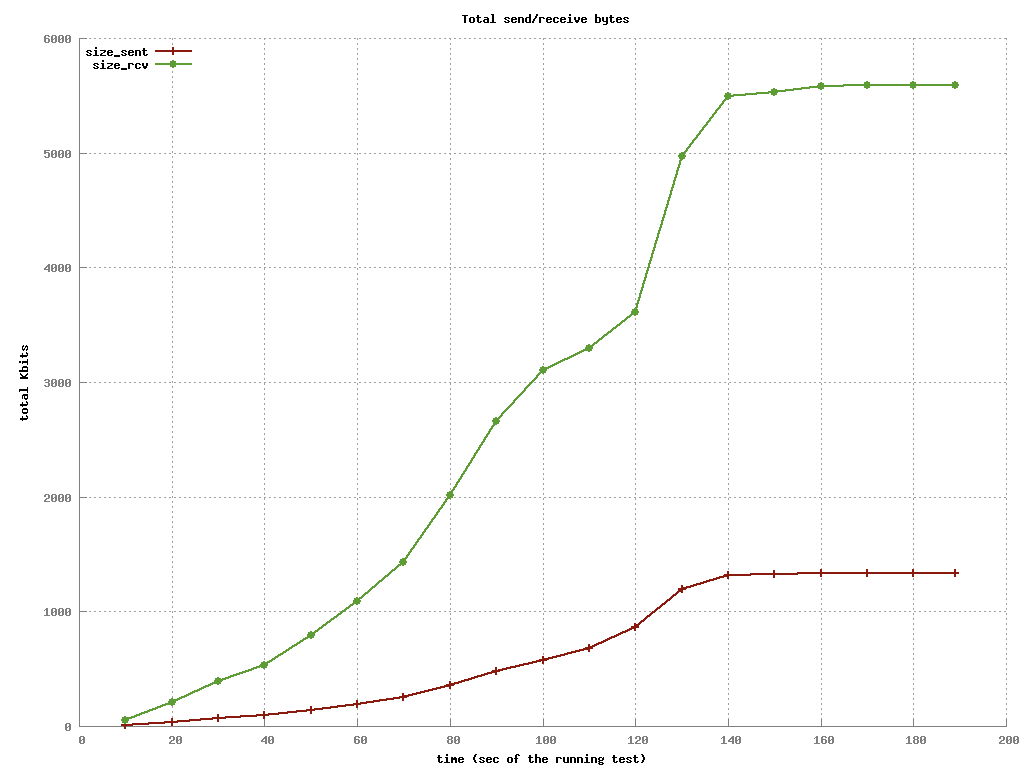 Total send/receive bytes
size_sent
size_rcv
6000
5000
4000
3000
2000
1000
0
total Kbits
0 20 40 60 80 100 120 140 160 180 200
time (sec of the running test)